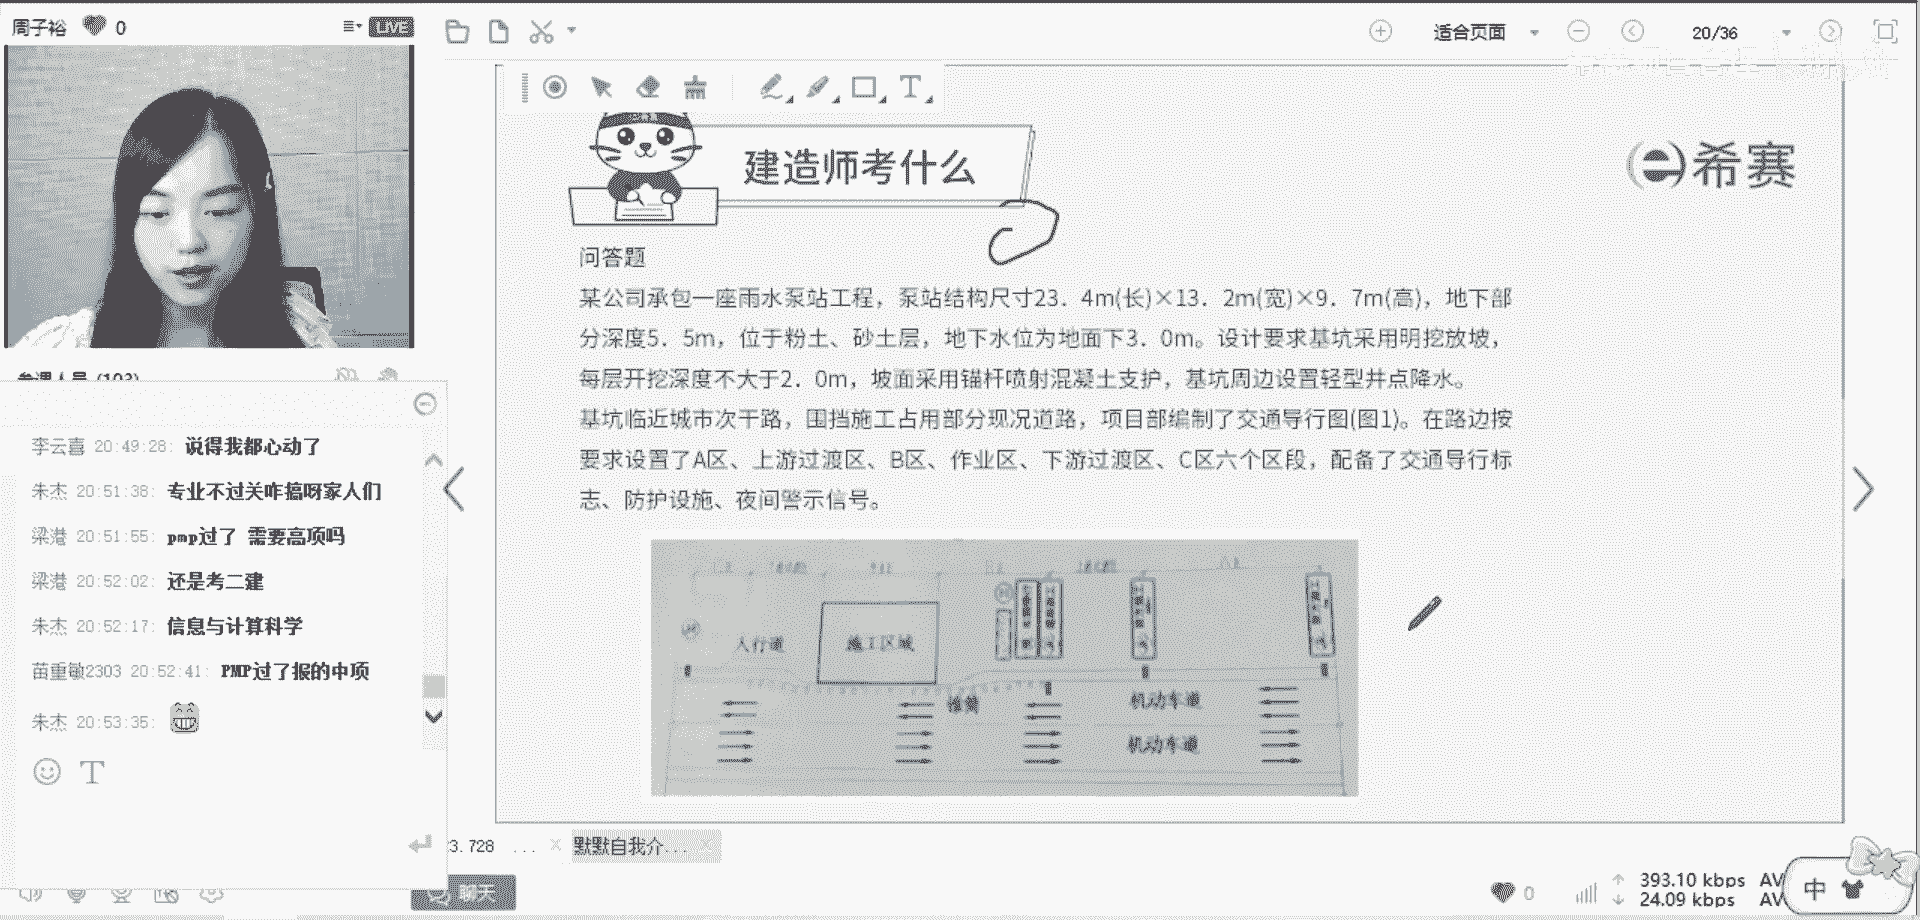 周子裕 0
LIVE
适合页面
20/36
建造师考什么
希赛
问答题
某公司承包一座雨水泵站工程，泵站结构尺寸23．4m(长)×13．2m(宽)×9．7m(高)，地下部
分深度5．5m，位于粉土、砂土层，地下水位为地面下3．0m。设计要求基坑采用明挖放坡，
每层开挖深度不大于2．0m，坡面采用锚杆喷射混凝土支护，基坑周边设置轻型井点降水。
基坑临近城市次干路，围挡施工占用部分现况道路，项目部编制了交通导行图(图1)。在路边按
要求设置了A区、上游过渡区、B区、作业区、下游过渡区、C区六个区段，配备了交通导行标
志、防护设施、夜间警示信号。
人行道
施工区域
锥筒
机动车道
机动车道
李云喜 20:49:28: 说得我都心动了
朱杰 20:51:38: 专业不过关咋搞呀家人们
梁港 20:51:55: pmp过了 需要高项吗
梁港 20:52:02: 还是考二建
朱杰 20:52:17: 信息与计算科学
苗重敏2303 20:52:41: PMP过了报的中项
朱杰 20:53:35:
T
3.728 ...
默默自我介...
聊天
0
393.10 kbps
24.09 kbps
中